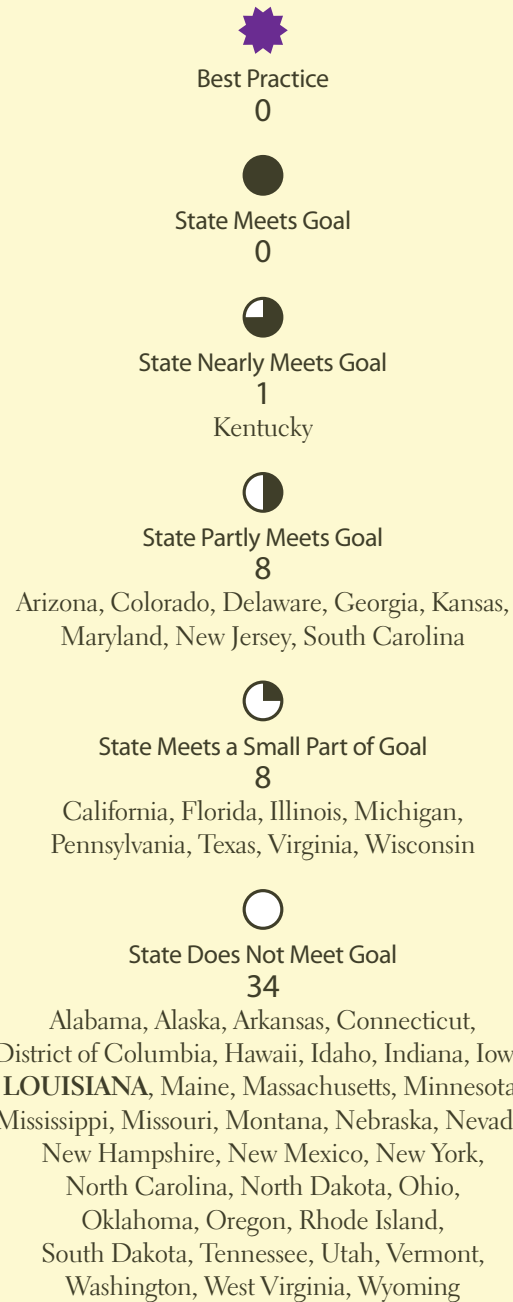 Best Practice
0
State Meets Goal
0
State Nearly Meets Goal
1
Kentucky
State Partly Meets Goal
8
Arizona, Colorado, Delaware, Georgia, Kansas,
Maryland, New Jersey, South Carolina
State Meets a Small Part of Goal
8
California, Florida, Illinois, Michigan,
Pennsylvania, Texas, Virginia, Wisconsin
State Does Not Meet Goal
34
Alabama, Alaska, Arkansas, Connecticut,
District of Columbia, Hawaii, Idaho, Indiana, Iow
LOUISIANA, Maine, Massachusetts, Minnesota
Mississippi, Missouri, Montana, Nebraska, Nevad
New Hampshire, New Mexico, New York,
North Carolina, North Dakota, Ohio,
Oklahoma, Oregon, Rhode Island,
South Dakota, Tennessee, Utah, Vermont,
Washington, West Virginia, Wyoming